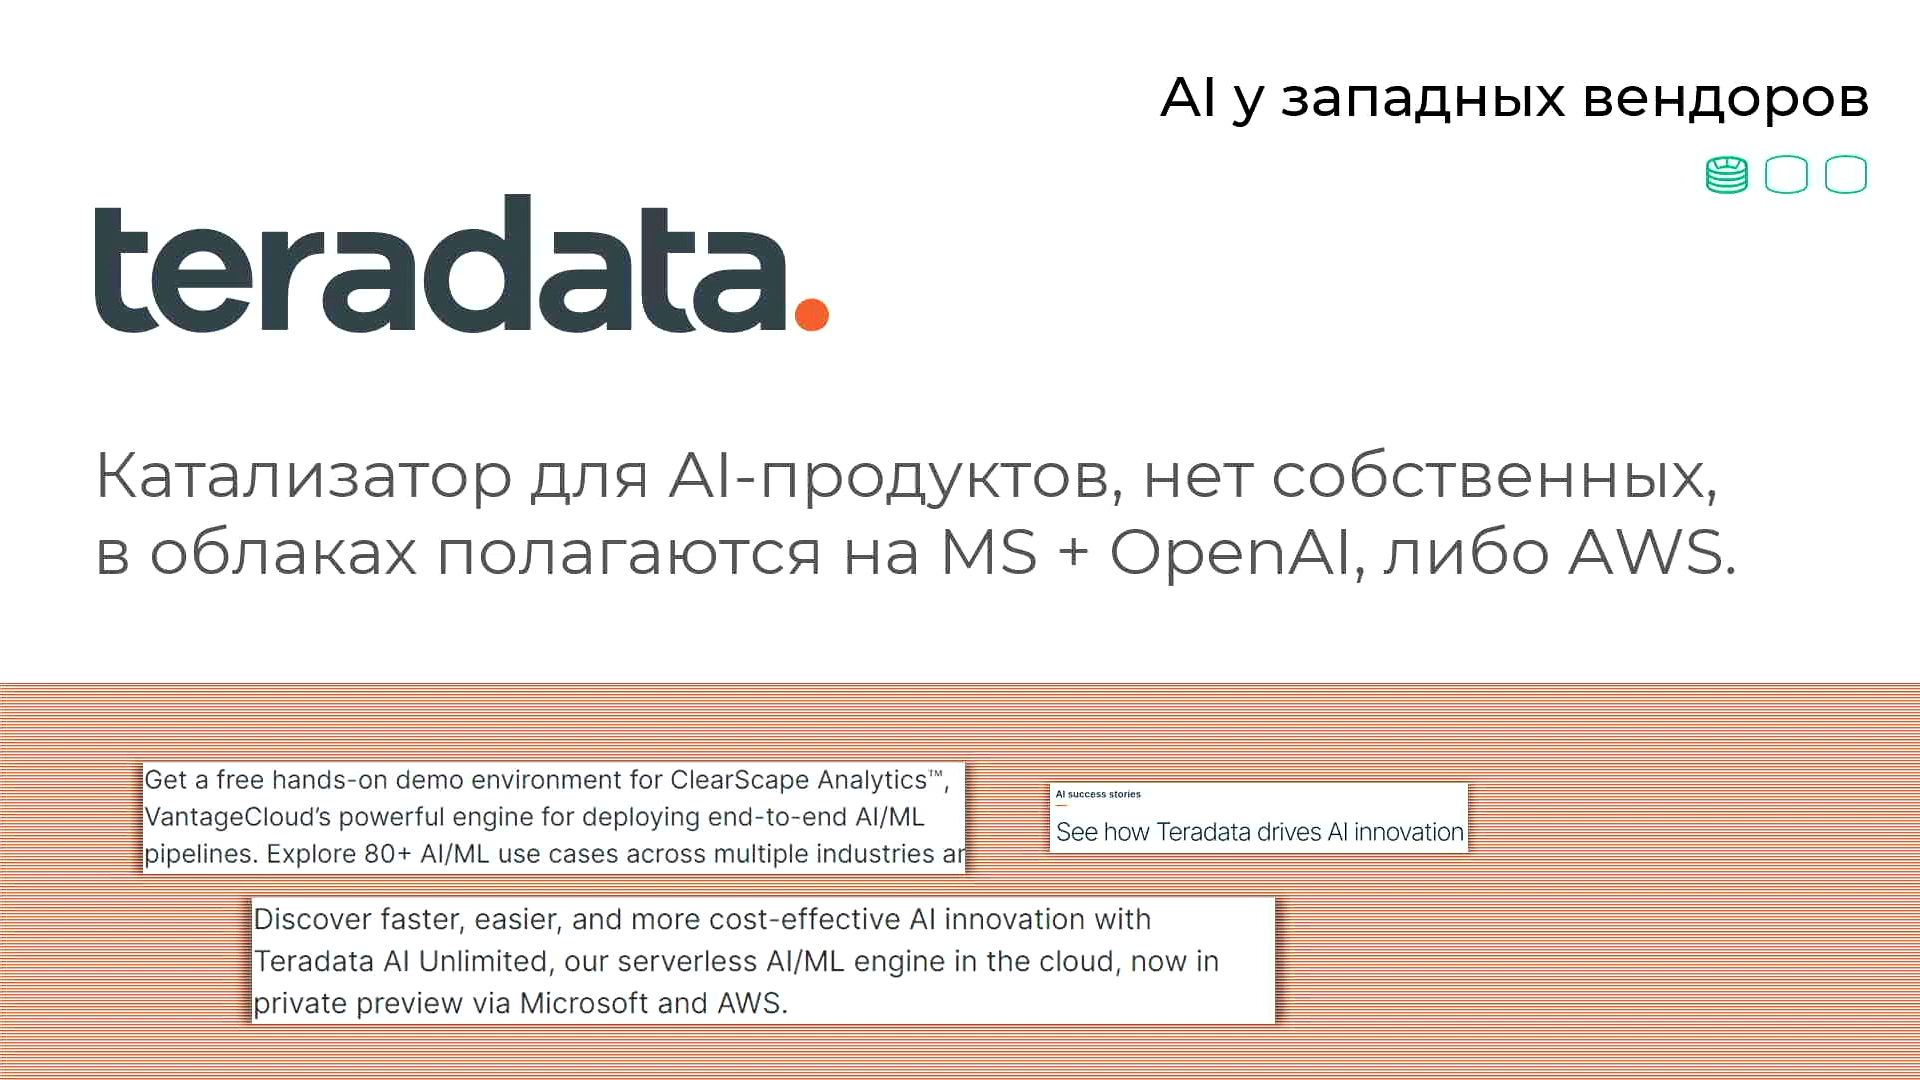 AI у западных вендоров
teradata.
Катализатор для AI-продуктов, нет собственных,
в облаках полагаются на MS + OpenAI, либо AWS.
Get a free hands-on demo environment for ClearScape Analytics™,
VantageCloud’s powerful engine for deploying end-to-end AI/ML
pipelines. Explore 80+ AI/ML use cases across multiple industries
AI success stories
See how Teradata drives AI innovation
Discover faster, easier, and more cost-effective AI innovation with
Teradata AI Unlimited, our serverless AI/ML engine in the cloud, now in
private preview via Microsoft and AWS.